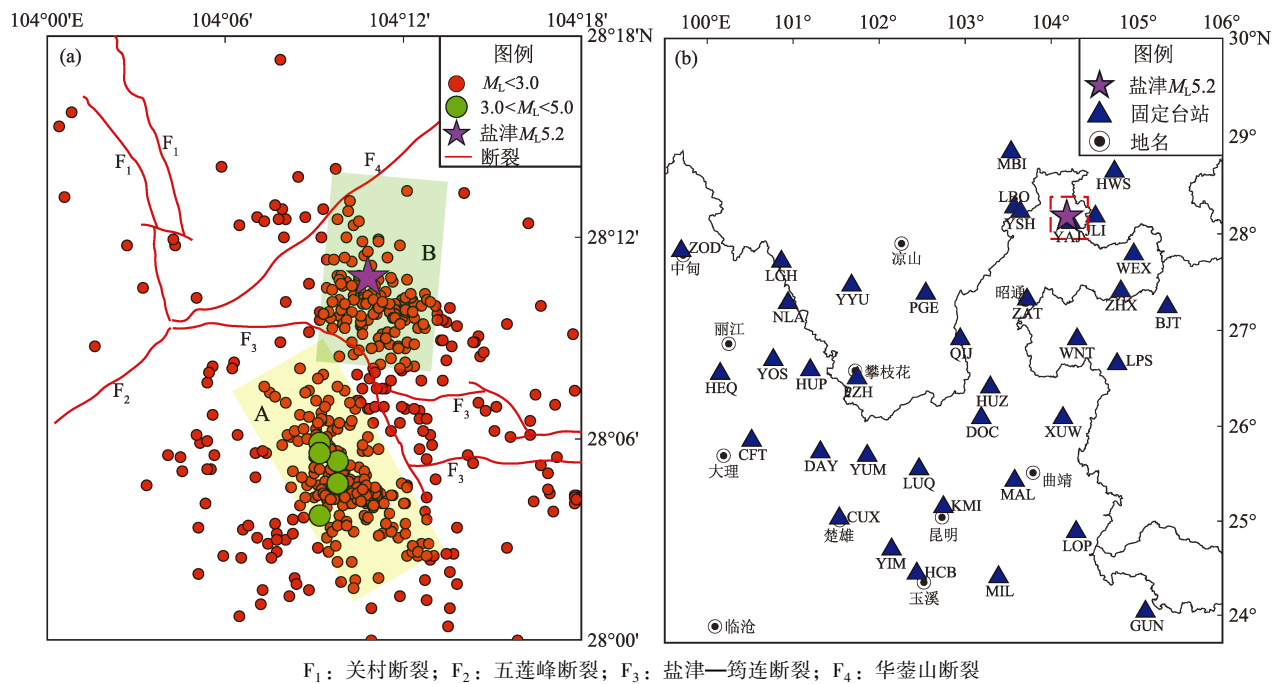 104°00'E 104°06' 104°12' 104°18'
(a)
28°18'N
28°12'
28°06'
28°00'
图例
ML<3.0
3.0<ML<5.0
盐津ML5.2
断裂
F1
F1
F4
B
F3
F2
A
F3
F3
100°E 101° 102° 103° 104° 105° 106°
(b)
30°N
29°
28°
27°
26°
25°
24°
图例
盐津ML5.2
固定台站
地名
MBI
HWS
LBO
YSH
YAJ
JLI
ZOD
中甸
凉山
WEX
LGH
YYU
PGE
昭通
ZAT
ZHX
BJT
NLA
丽江
QIJ
WNT
LPS
HEQ
YOS
HUP
攀枝花
PZH
HUZ
DOC
XUW
CFT
大理
DAY
YUM
LUQ
MAL
曲靖
KMI
昆明
CUX
楚雄
LOP
YIM
HCB
玉溪
MIL
GUN
临沧
F1：关村断裂；F2：五莲峰断裂；F3：盐津—筠连断裂；F4：华蓥山断裂